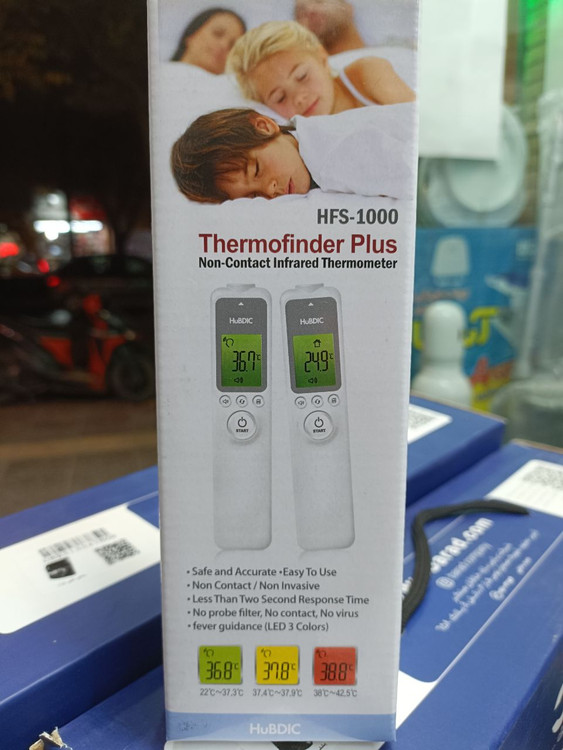 HFS-1000
Thermofinder Plus
Non-Contact Infrared Thermometer
HuBDIC
HuBDIC
36.7°C
24.9°C
START
START
• Safe and Accurate •Easy To Use
• Non Contact / Non Invasive
• Less Than Two Second Response Time
• No probe filter, No contact, No virus
• fever guidance (LED 3 Colors)
36.8°C
37.8°C
38.8°C
22°C~37.3°C
37.4°C~37.9°C
38°C~42.5°C
HuBDIC
arad.com